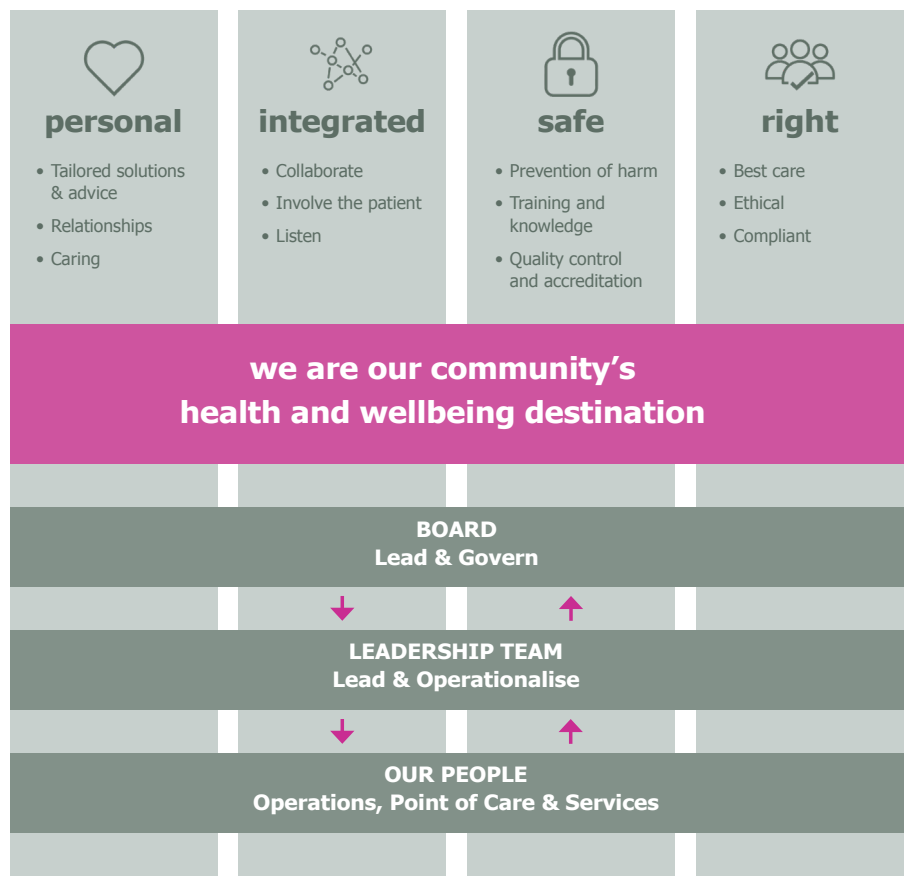 personal
• Tailored solutions
& advice
• Relationships
• Caring
integrated
• Collaborate
• Involve the patient
• Listen
safe
• Prevention of harm
• Training and
knowledge
• Quality control
and accreditation
right
• Best care
• Ethical
• Compliant
we are our community’s
health and wellbeing destination
BOARD
Lead & Govern
LEADERSHIP TEAM
Lead & Operationalise
OUR PEOPLE
Operations, Point of Care & Services